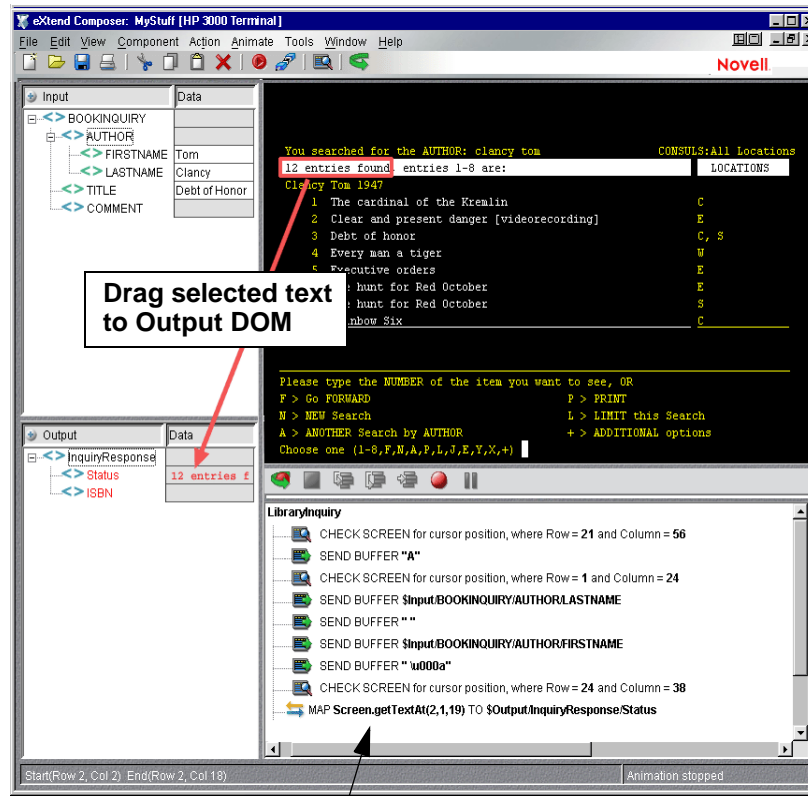 eXtend Composer: MyStuff [HP 3000 Terminal]
File Edit View Component Action Animate Tools Window Help
Novell
Input Data
BOOKINQUIRY
AUTHOR
FIRSTNAME Tom
LASTNAME Clancy
TITLE Debt of Honor
COMMENT
You searched for the AUTHOR: clancy tom CONSULS:All Locations
12 entries found entries 1-8 are: LOCATIONS
Clancy Tom 1947
1 The cardinal of the Kremlin C
2 Clear and present danger [videorecording] E
3 Debt of honor C, S
4 Every man a tiger W
5 Executive orders E
hunt for Red October E
hunt for Red October S
nbow Six C
Drag selected text
to Output DOM
Please type the NUMBER of the item you want to see, OR
F > Go FORWARD P > PRINT
N > NEW Search L > LIMIT this Search
A > ANOTHER Search by AUTHOR + > ADDITIONAL options
Choose one (1-8,F,N,A,P,L,J,E,Y,X,+)
Output Data
InquiryResponse
Status 12 entries f
ISBN
LibraryInquiry
CHECK SCREEN for cursor position, where Row = 21 and Column = 56
SEND BUFFER "A"
CHECK SCREEN for cursor position, where Row = 1 and Column = 24
SEND BUFFER $Input/BOOKINQUIRY/AUTHOR/LASTNAME
SEND BUFFER " "
SEND BUFFER $Input/BOOKINQUIRY/AUTHOR/FIRSTNAME
SEND BUFFER " \u000a"
CHECK SCREEN for cursor position, where Row = 24 and Column = 38
MAP Screen.getTextAt(2,1,19) TO $Output/InquiryResponse/Status
Start(Row 2, Col 2) End(Row 2, Col 18) Animation stopped